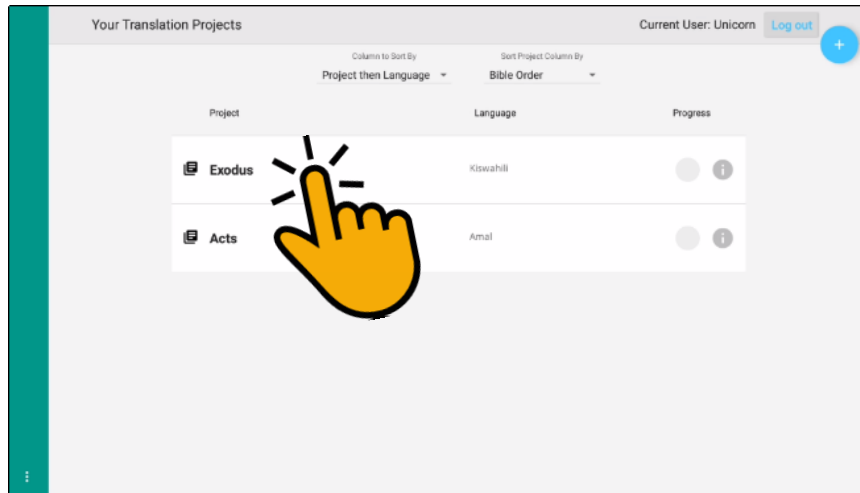 Your Translation Projects Current User: Unicorn Log out
Column to Sort By Sort Project Column By
Project then Language Bible Order
Project Language Progress
Exodus Kiswahili
Acts Amal